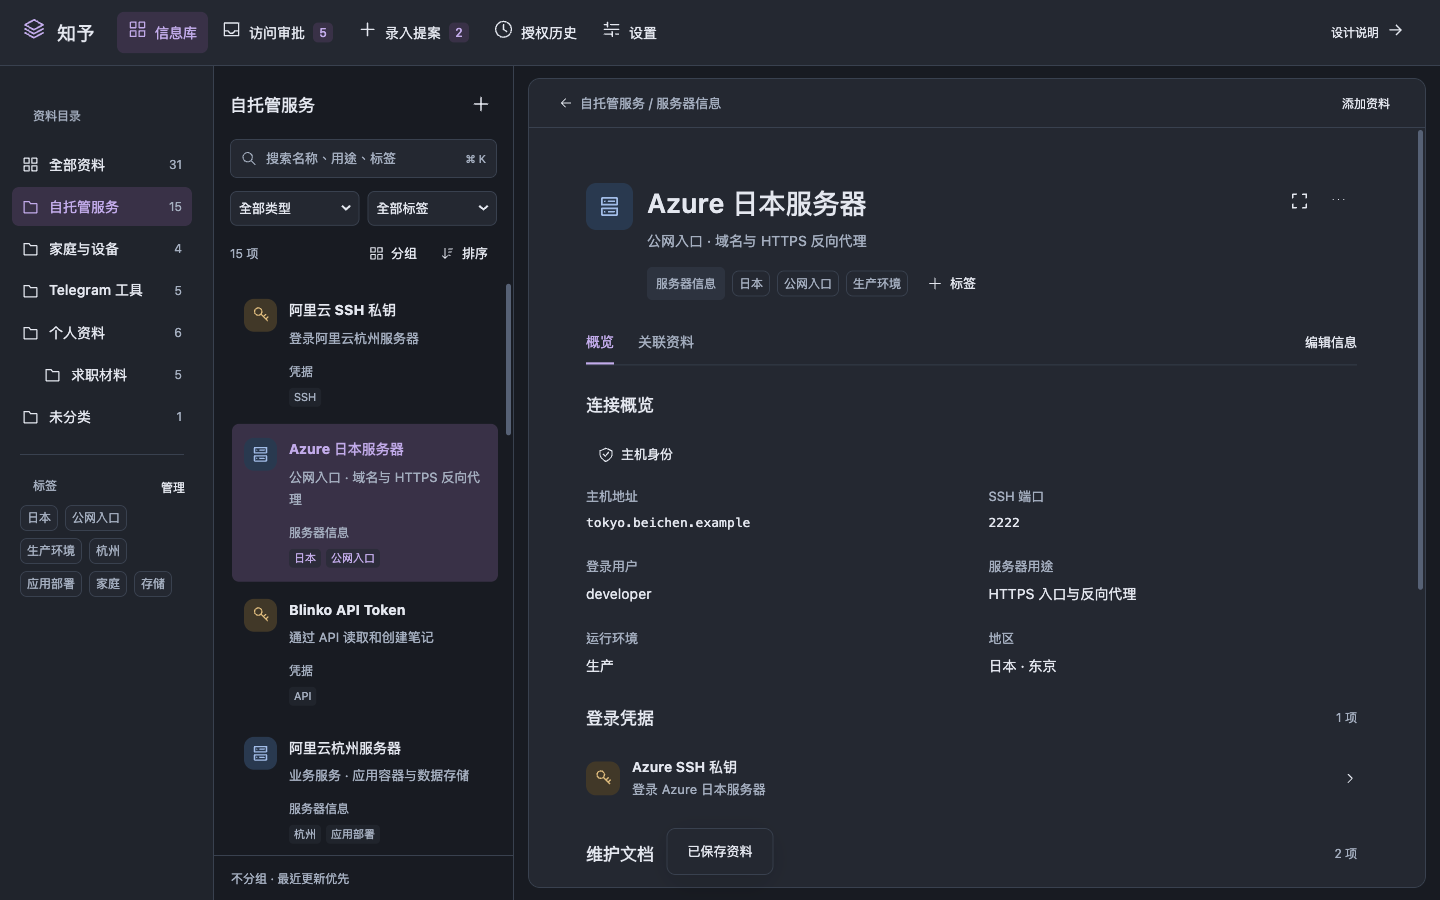 知予
信息库
访问审批 5
录入提案 2
授权历史
设置
设计说明
资料目录
全部资料 31
自托管服务 15
家庭与设备 4
Telegram 工具 5
个人资料 6
求职材料 5
未分类 1
标签 管理
日本 公网入口
生产环境 杭州
应用部署 家庭 存储
自托管服务
搜索名称、用途、标签 ⌘ K
全部类型 全部标签
15 项 分组 排序
阿里云 SSH 私钥
登录阿里云杭州服务器
凭据
SSH
Azure 日本服务器
公网入口 · 域名与 HTTPS 反向代
理
服务器信息
日本 公网入口
Blinko API Token
通过 API 读取和创建笔记
凭据
API
阿里云杭州服务器
业务服务 · 应用容器与数据存储
服务器信息
杭州 应用部署
不分组 · 最近更新优先
自托管服务 / 服务器信息 添加资料
Azure 日本服务器
公网入口 · 域名与 HTTPS 反向代理
服务器信息 日本 公网入口 生产环境 标签
概览 关联资料 编辑信息
连接概览
主机身份
主机地址 SSH 端口
tokyo.beichen.example 2222
登录用户 服务器用途
developer HTTPS 入口与反向代理
运行环境 地区
生产 日本 · 东京
登录凭据 1 项
Azure SSH 私钥
登录 Azure 日本服务器
维护文档 2 项
已保存资料